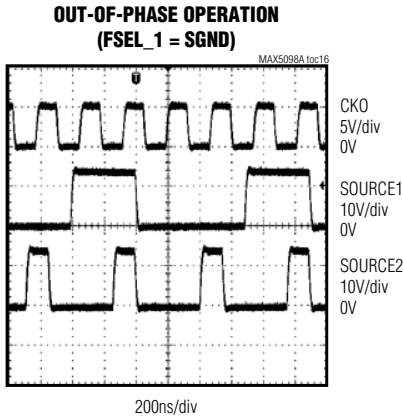 OUT-OF-PHASE OPERATION
(FSEL_1 = SGND)
MAX5098A toc16
CKO
5V/div
0V
SOURCE1
10V/div
0V
SOURCE2
10V/div
0V
200ns/div